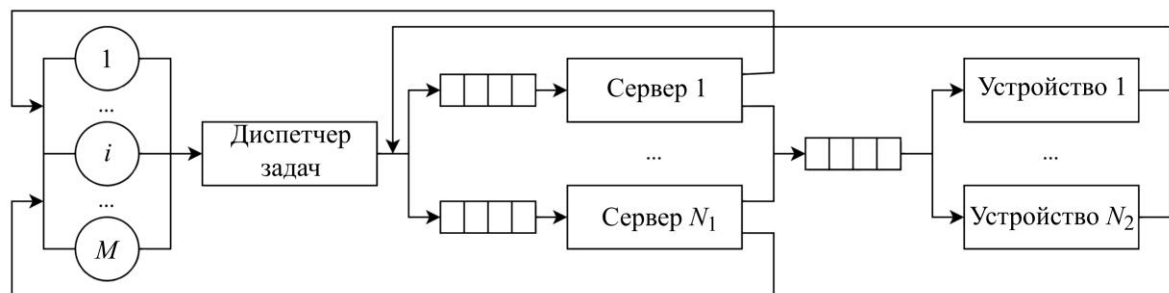 1
...
i
...
M
Диспетчер
задач
Сервер 1
...
Сервер N1
Устройство 1
...
Устройство N2